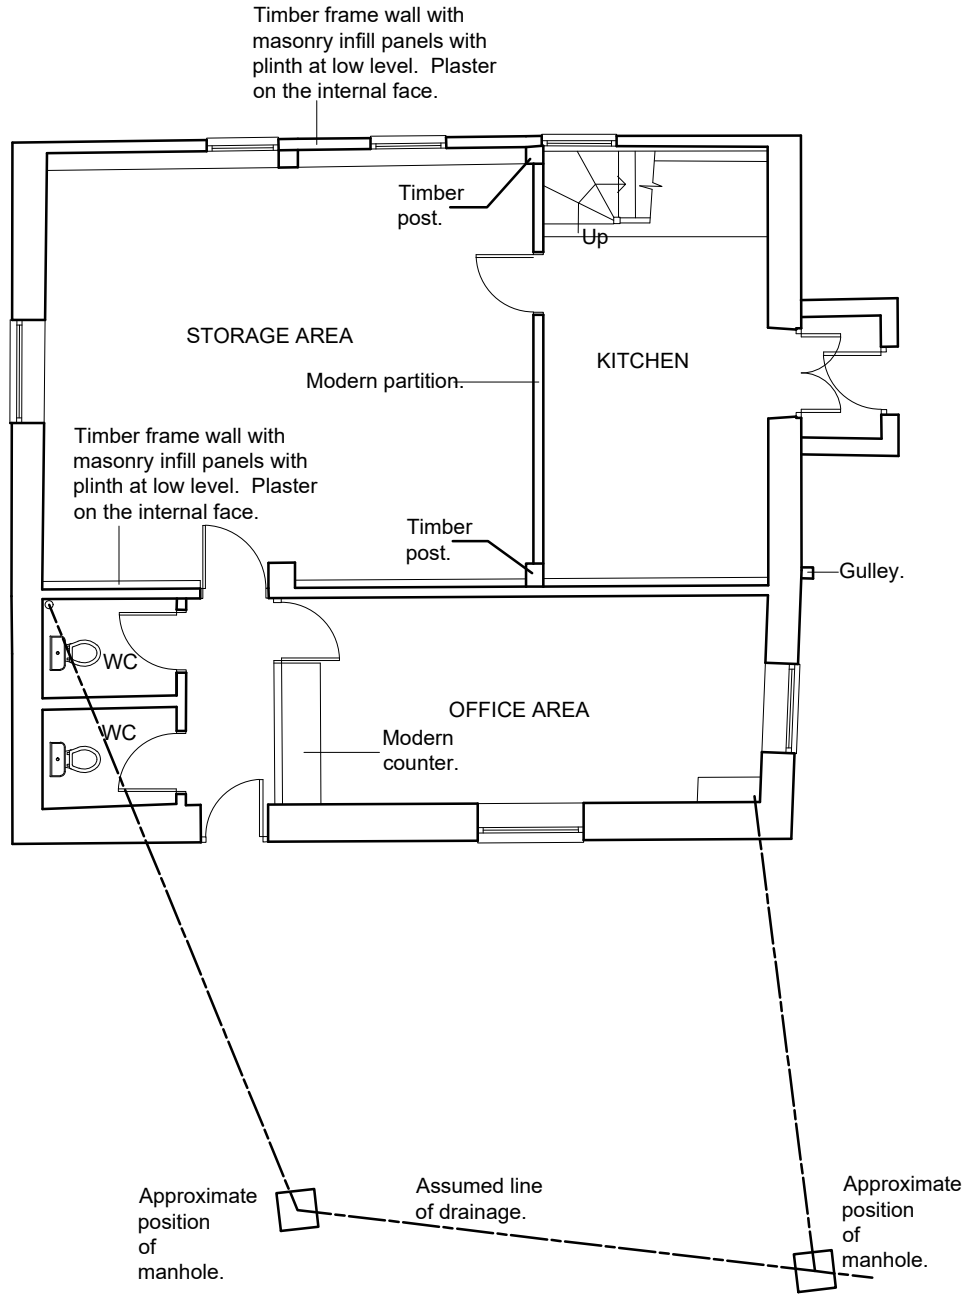 Timber frame wall with
masonry infill panels with
plinth at low level.  Plaster
on the internal face.
Timber
post.
Up
STORAGE AREA
KITCHEN
Modern partition.
Timber frame wall with
masonry infill panels with
plinth at low level.  Plaster
on the internal face.
Timber
post.
Gulley.
WC
OFFICE AREA
WC
Modern
counter.
Approximate
position
of
manhole.
Assumed line
of drainage.
Approximate
position
of
manhole.